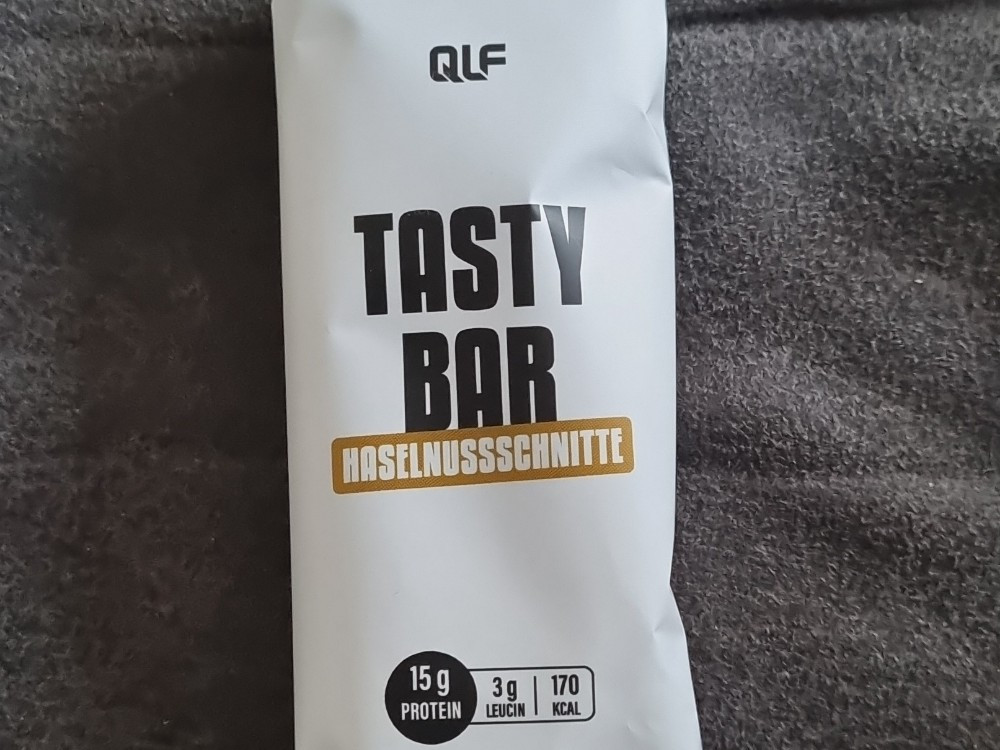 QLF
TASTY
BAR
HASELNUSSSCHNITTE
15 g
PROTEIN
3 g
LEUCIN
170
KCAL